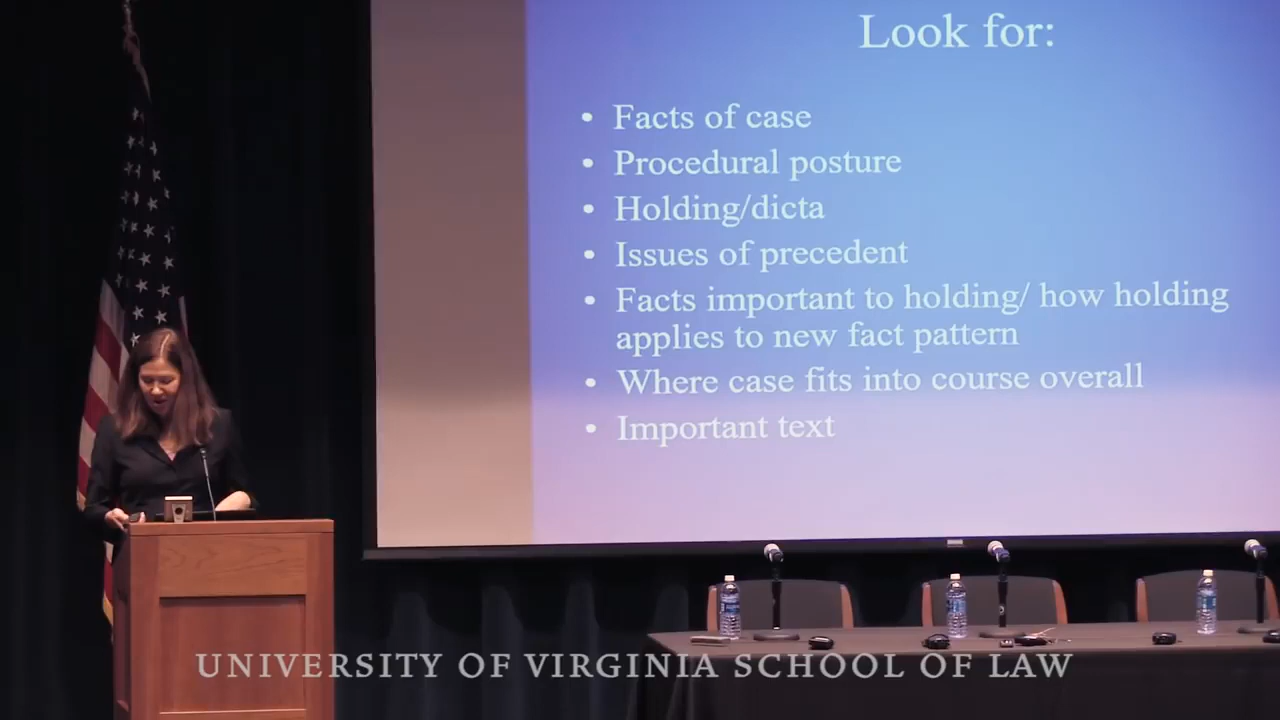 Look for:
• Facts of case
• Procedural posture
• Holding/dicta
• Issues of precedent
• Facts important to holding/ how holding
applies to new fact pattern
• Where case fits into course overall
• Important text
UNIVERSITY OF VIRGINIA SCHOOL OF LAW